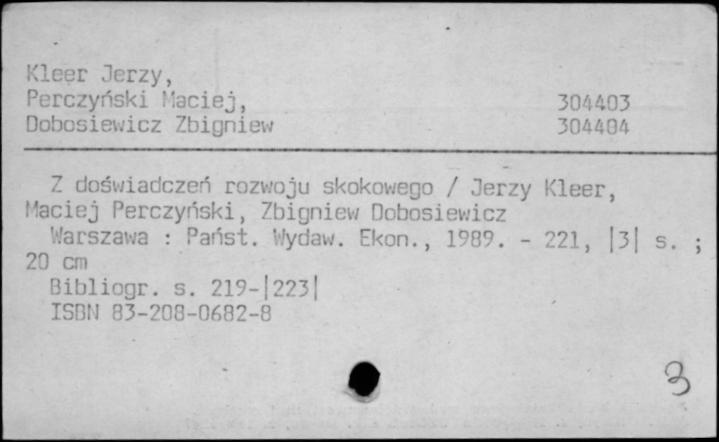 Kleer Jerzy,
Perczyński Maciej, 304403
Dobosiewicz Zbigniew 304404
Z doświadczeń rozwoju skokowego / Jerzy Kleer,
Maciej Perczyński, Zbigniew Dobosiewicz
Warszawa : Państ. Wydaw. Ekon., 1989. - 221, |3| s. ;
20 cm
Bibliogr. s. 219-|223|
ISBN 83-208-0682-8
3